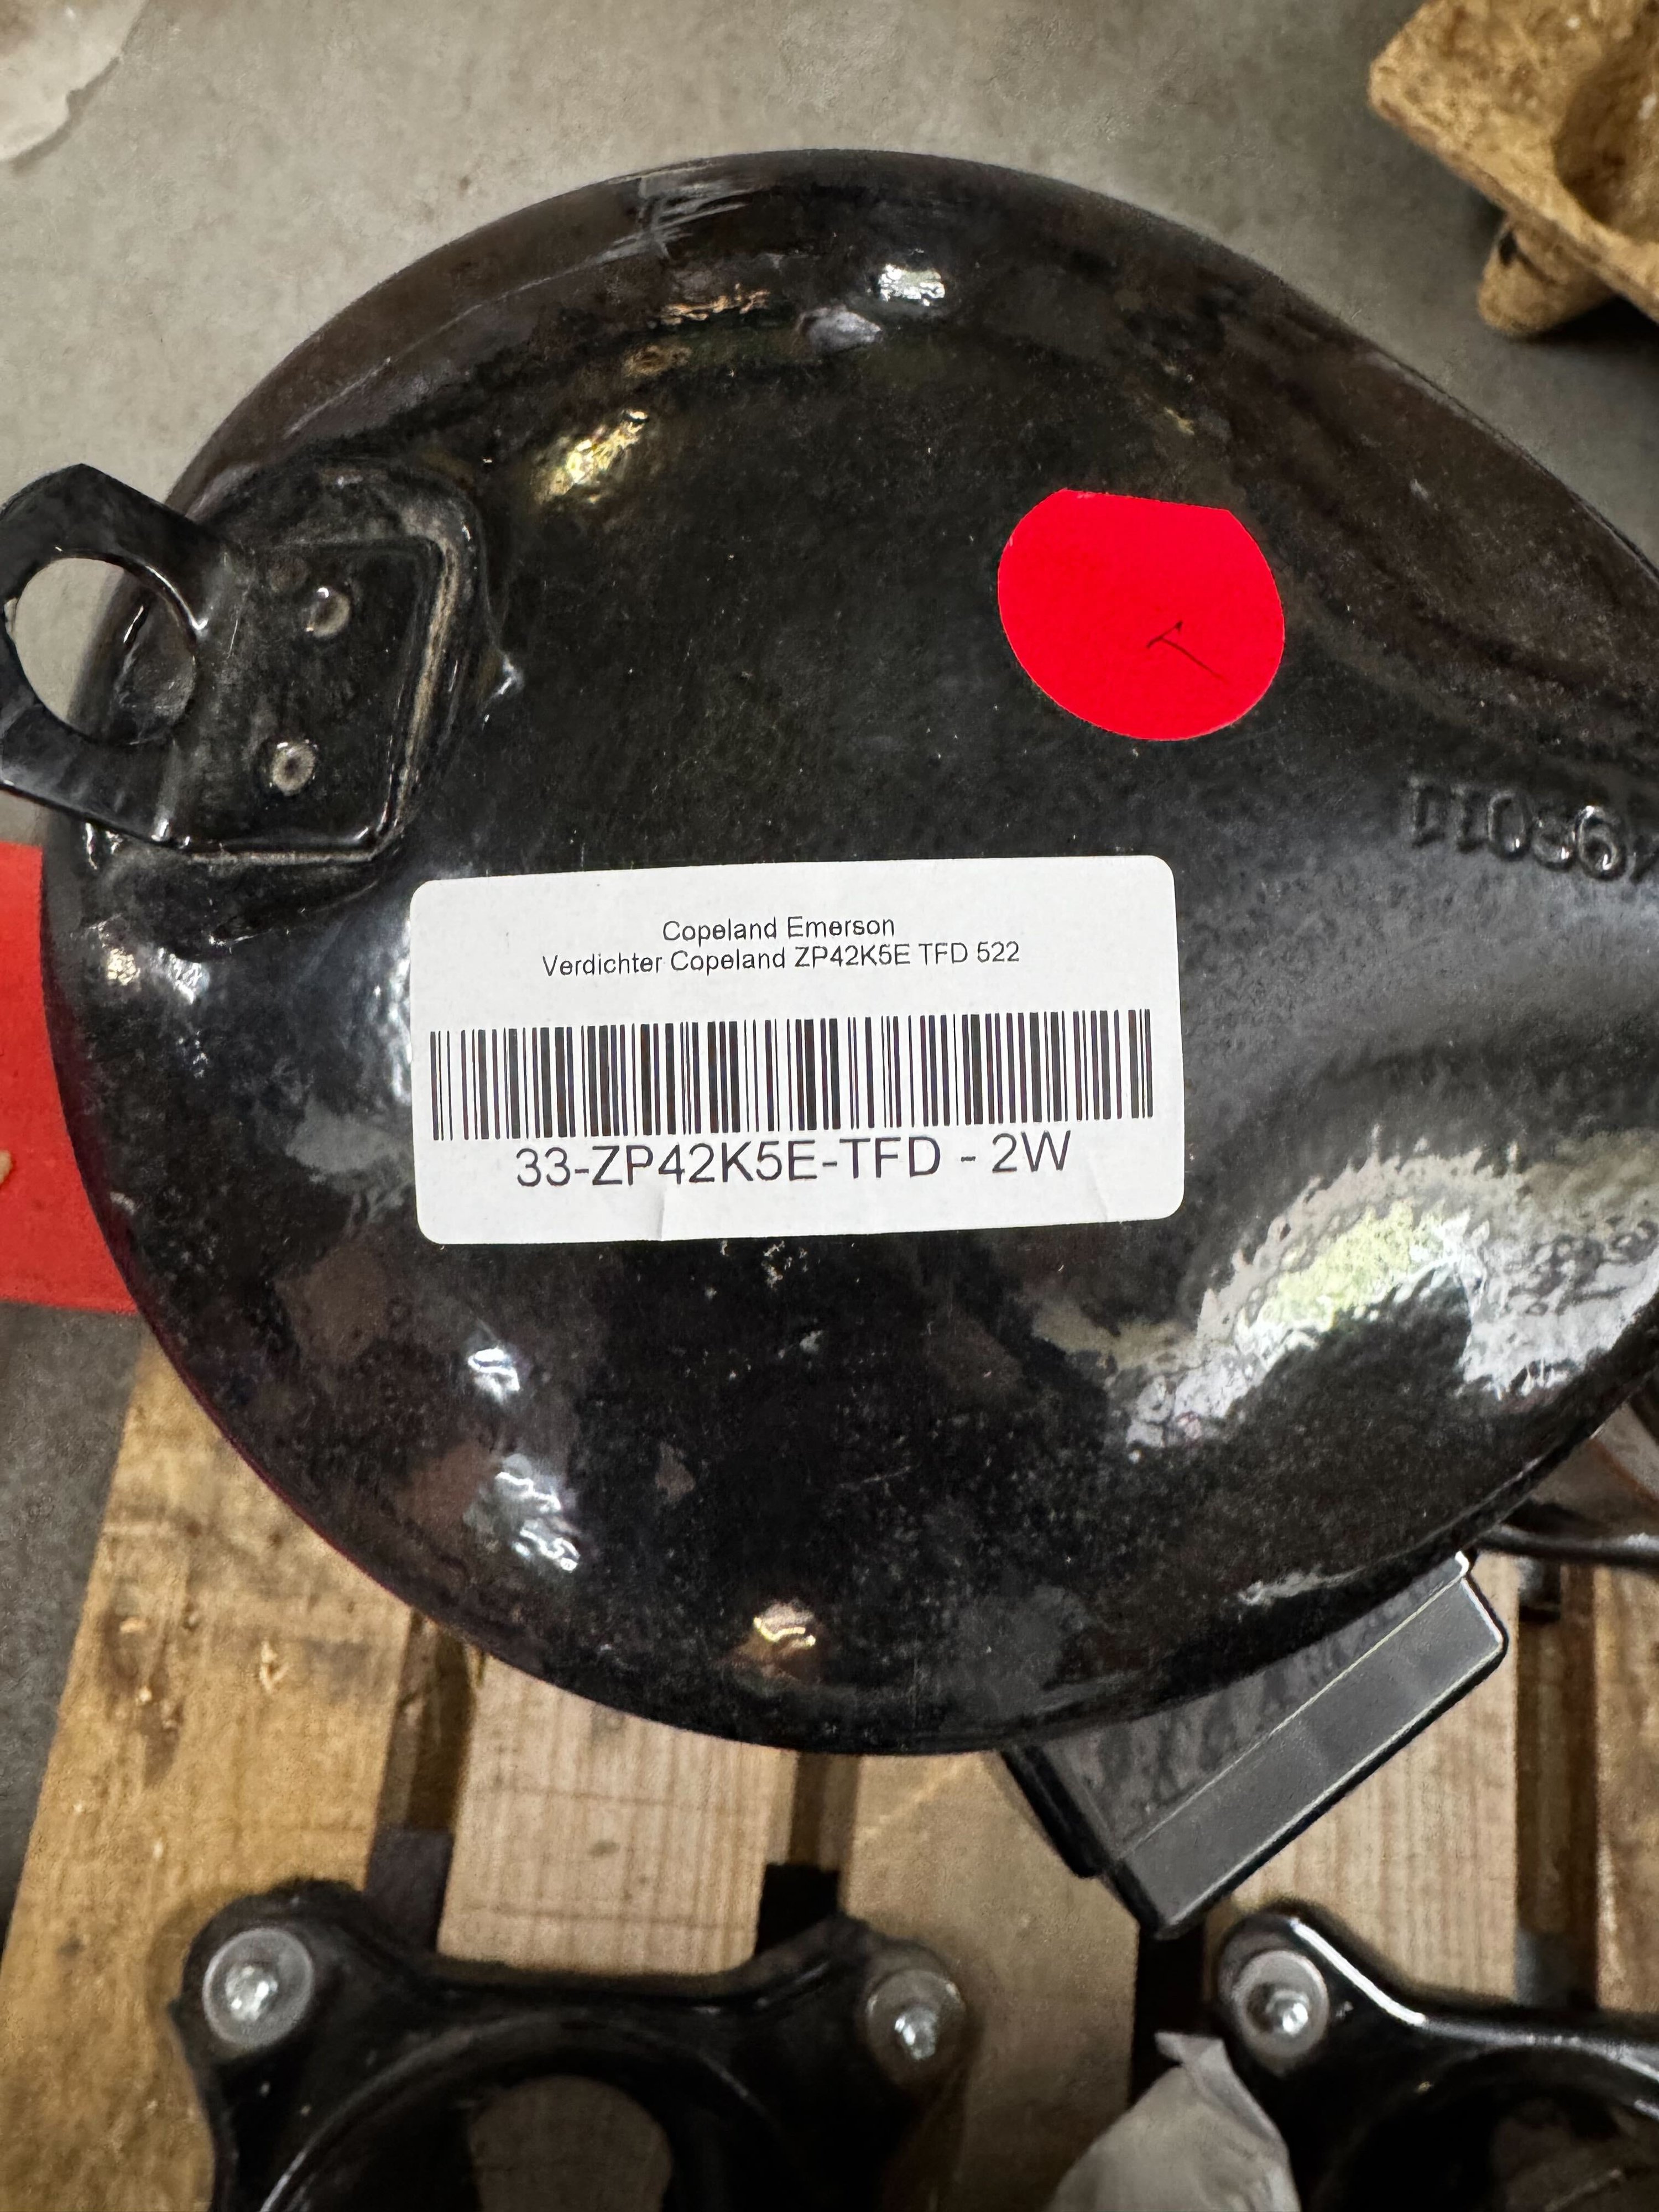 Copeland Emerson
Verdichter Copeland ZP42K5E TFD 522
33-ZP42K5E-TFD - 2W